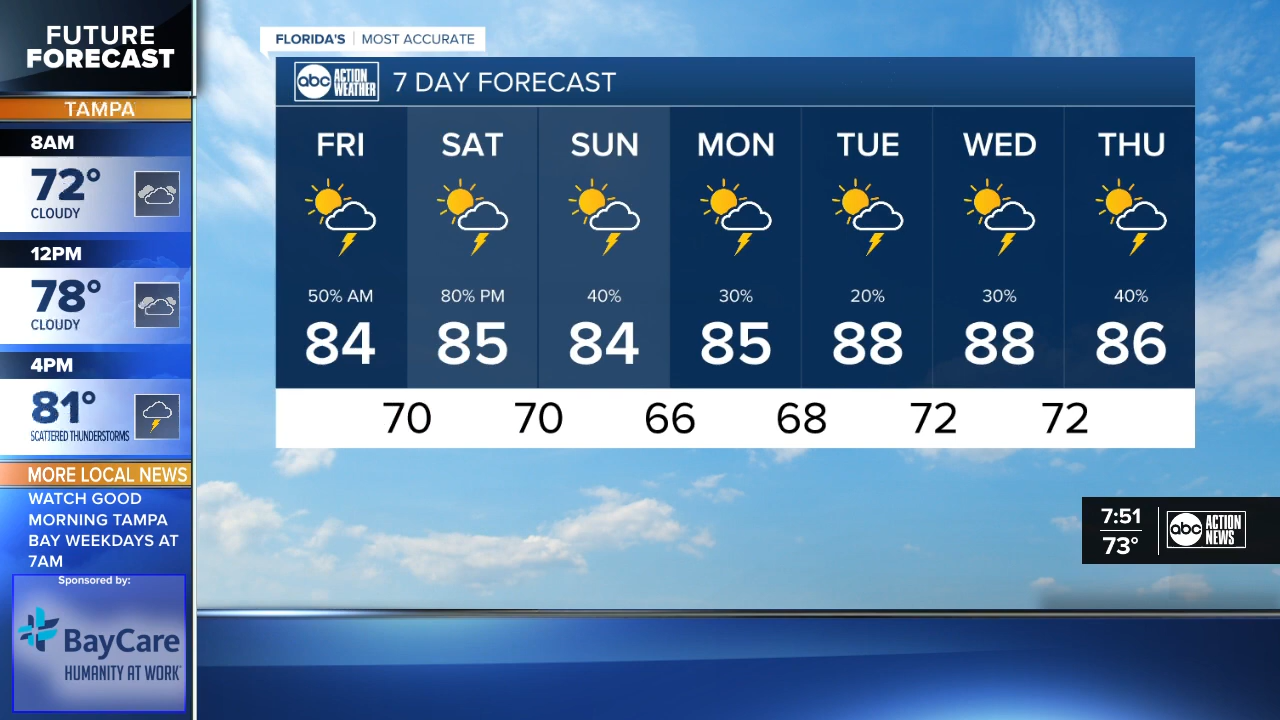 FUTURE
FORECAST
TAMPA
8AM
72°
CLOUDY
12PM
78°
CLOUDY
4PM
81°
SCATTERED THUNDERSTORMS
MORE LOCAL NEWS
WATCH GOOD
MORNING TAMPA
BAY WEEKDAYS AT
7AM
Sponsored by:
BayCare
HUMANITY AT WORK
FLORIDA'S | MOST ACCURATE
abc ACTION WEATHER 7 DAY FORECAST
FRI SAT SUN MON TUE WED THU
50% AM 80% PM 40% 30% 20% 30% 40%
84 85 84 85 88 88 86
70 70 66 68 72 72
7:51
73°
abc ACTION NEWS